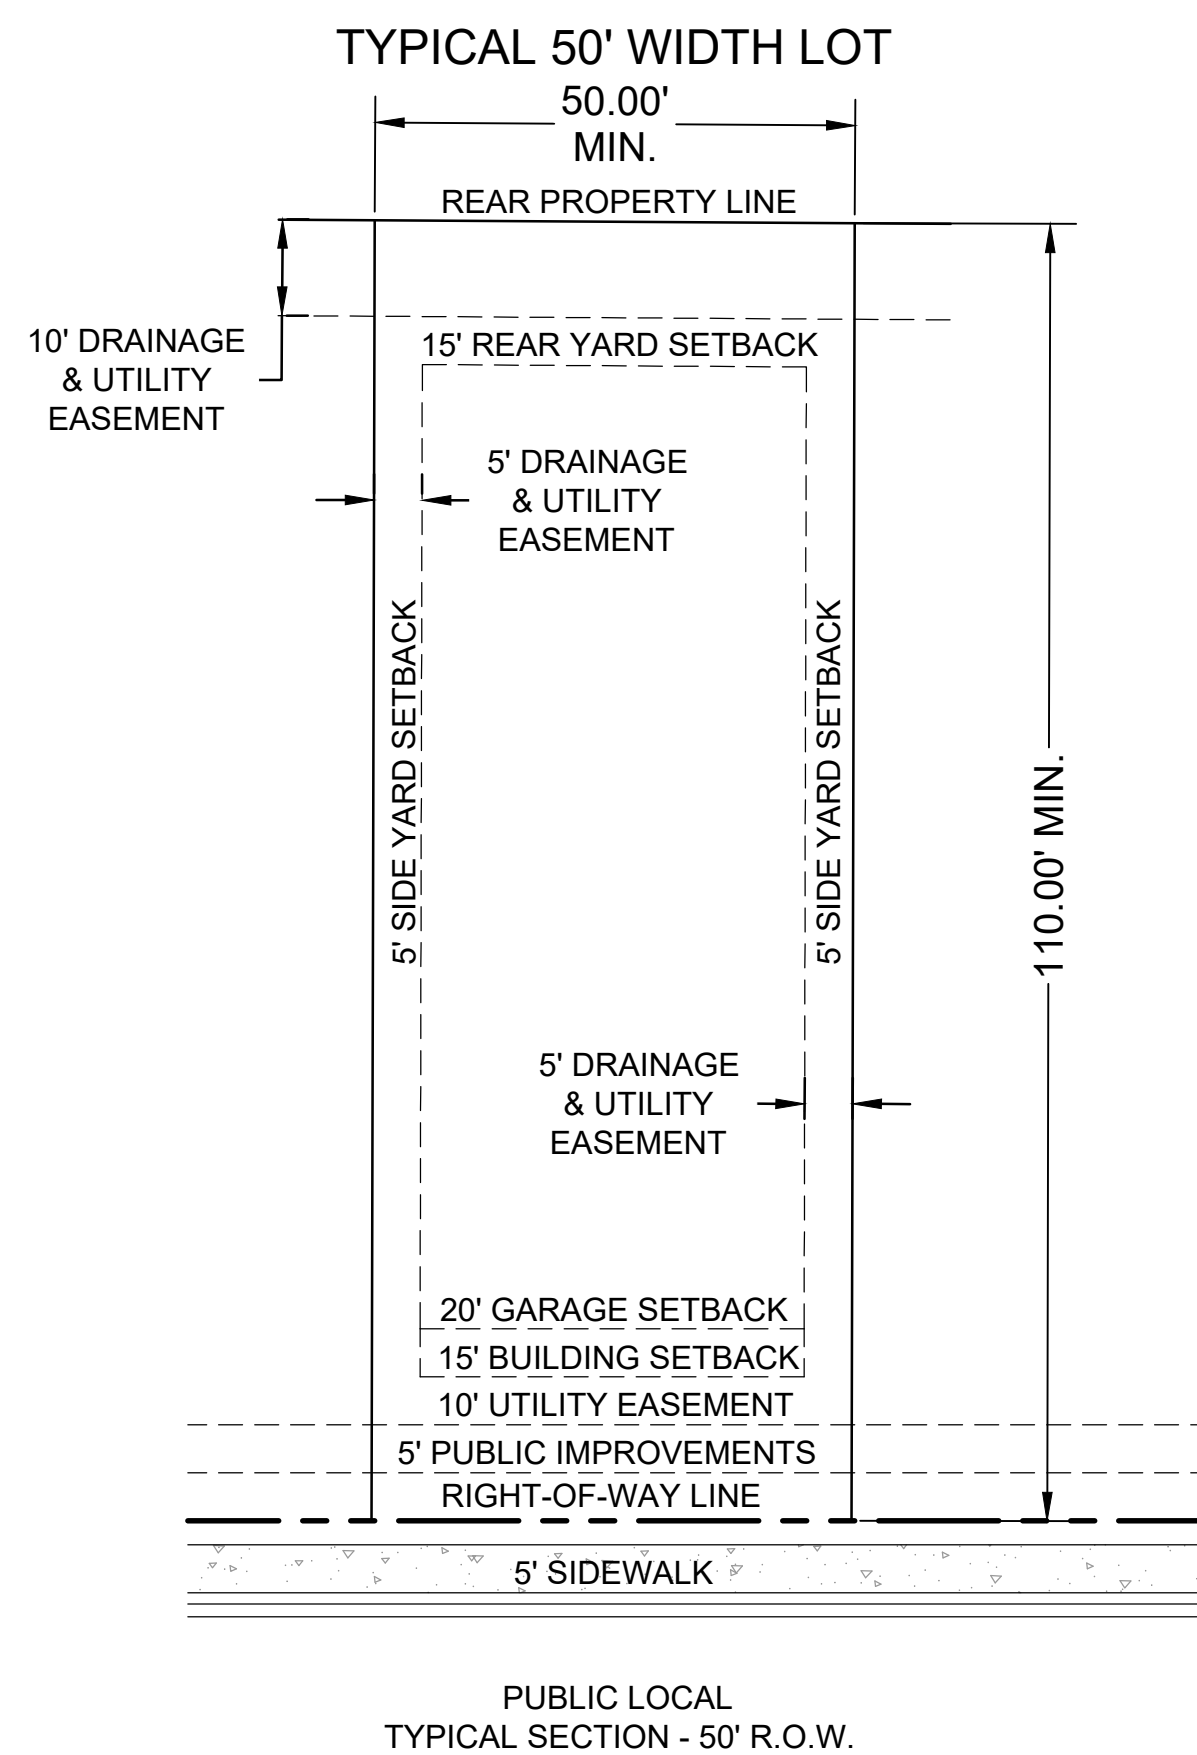 TYPICAL 50' WIDTH LOT
50.00'
MIN.
REAR PROPERTY LINE
10' DRAINAGE
& UTILITY
EASEMENT
15' REAR YARD SETBACK
5' DRAINAGE
& UTILITY
EASEMENT
5' SIDE YARD SETBACK
5' SIDE YARD SETBACK
110.00' MIN.
5' DRAINAGE
& UTILITY
EASEMENT
20' GARAGE SETBACK
15' BUILDING SETBACK
10' UTILITY EASEMENT
5' PUBLIC IMPROVEMENTS
RIGHT-OF-WAY LINE
5' SIDEWALK
PUBLIC LOCAL
TYPICAL SECTION - 50' R.O.W.